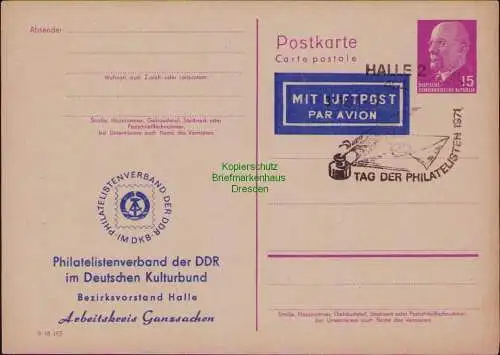 Absender:
Wohnort, auch Zustell- oder Leitpostamt
Straße, Hausnummer, Gebäudeteil, Stockwerk oder
Postschließfachnummer,
bei Untermietern auch Name des Vermieters
PHILATELISTENVERBAND DER DDR
· IM DKB ·
Philatelistenverband der DDR
im Deutschen Kulturbund
Bezirksvorstand Halle
Arbeitskreis Ganzsachen
Postkarte
Carte postale
HALLE 2
15
DEUTSCHE
DEMOKRATISCHE REPUBLIK
MIT LUFTPOST
PAR AVION
TAG DER PHILATELISTEN 1971
Kopierschutz
Briefmarkenhaus
Dresden
Straße, Hausnummer, Gebäudeteil, Stockwerk oder Postschließfachnummer,
bei Untermietern auch Name des Vermieters